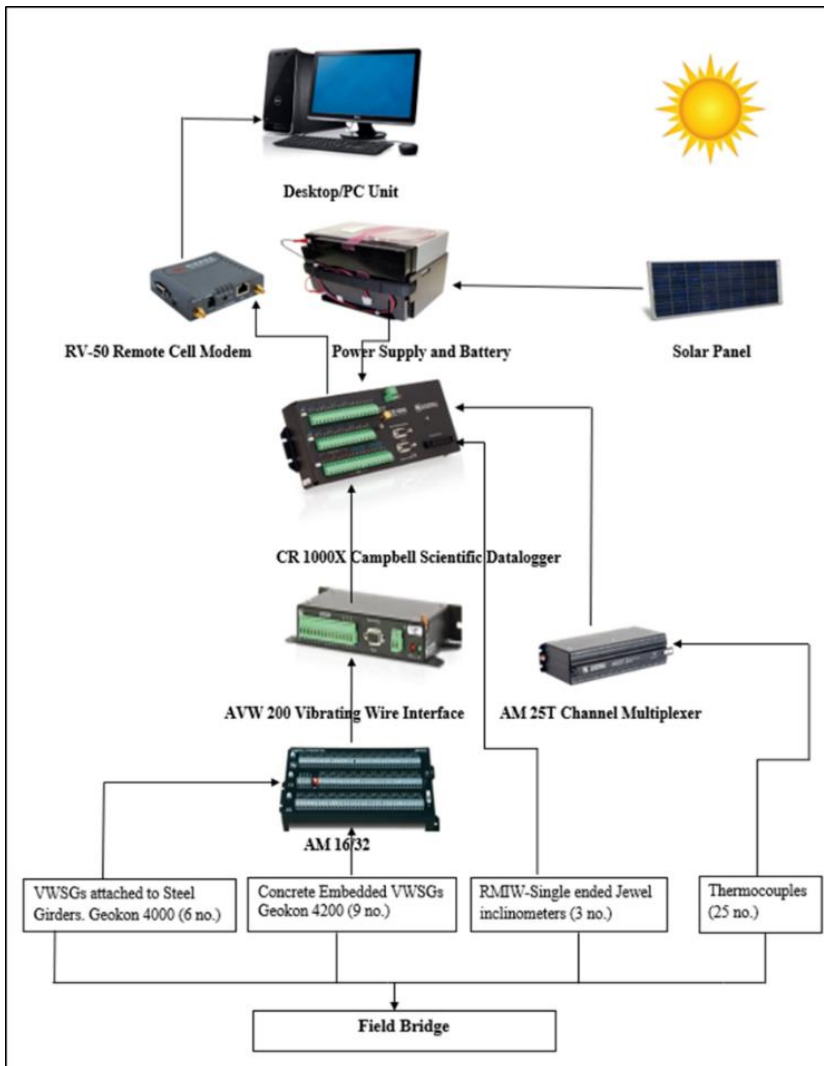 Desktop/PC Unit
RV-50 Remote Cell Modem
Power Supply and Battery
Solar Panel
CR 1000X Campbell Scientific Datalogger
AVW 200 Vibrating Wire Interface
AM 25T Channel Multiplexer
AM 16/32
VWSGs attached to Steel
Girders. Geokon 4000 (6 no.)
Concrete Embedded VWSGs
Geokon 4200 (9 no.)
RMIW-Single ended Jewel
inclinometers (3 no.)
Thermocouples
(25 no.)
Field Bridge